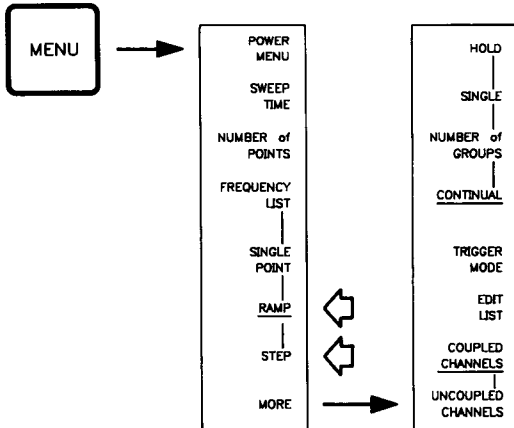 MENU
POWER
MENU
SWEEP
TIME
NUMBER of
POINTS
FREQUENCY
LIST
SINGLE
POINT
RAMP
STEP
MORE
HOLD
SINGLE
NUMBER of
GROUPS
CONTINUAL
TRIGGER
MODE
EDIT
LIST
COUPLED
CHANNELS
UNCOUPLED
CHANNELS